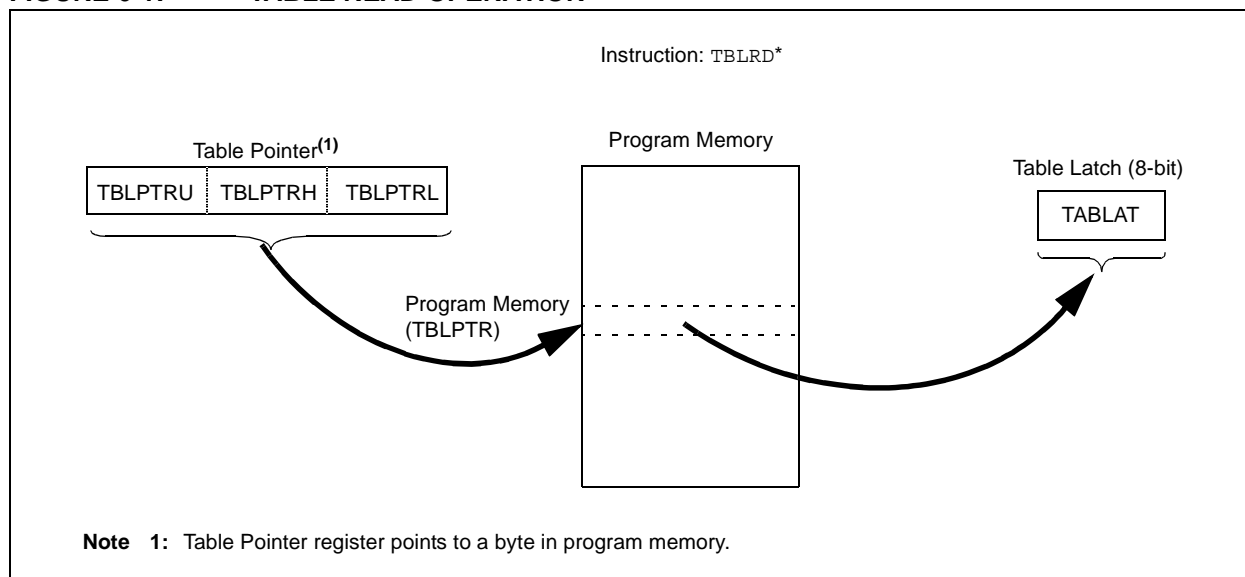 Instruction: TBLRD*
Table Pointer(1)
Program Memory
Table Latch (8-bit)
TBLPTRU TBLPTRH TBLPTRL
TABLAT
Program Memory
(TBLPTR)
Note 1: Table Pointer register points to a byte in program memory.